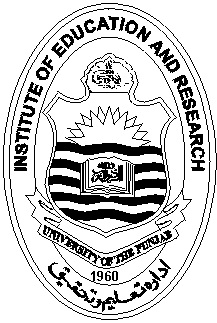 INSTITUTE OF EDUCATION AND RESEARCH
UNIVERSITY OF THE PUNJAB
1960
ادارہ تعلیم و تحقیق